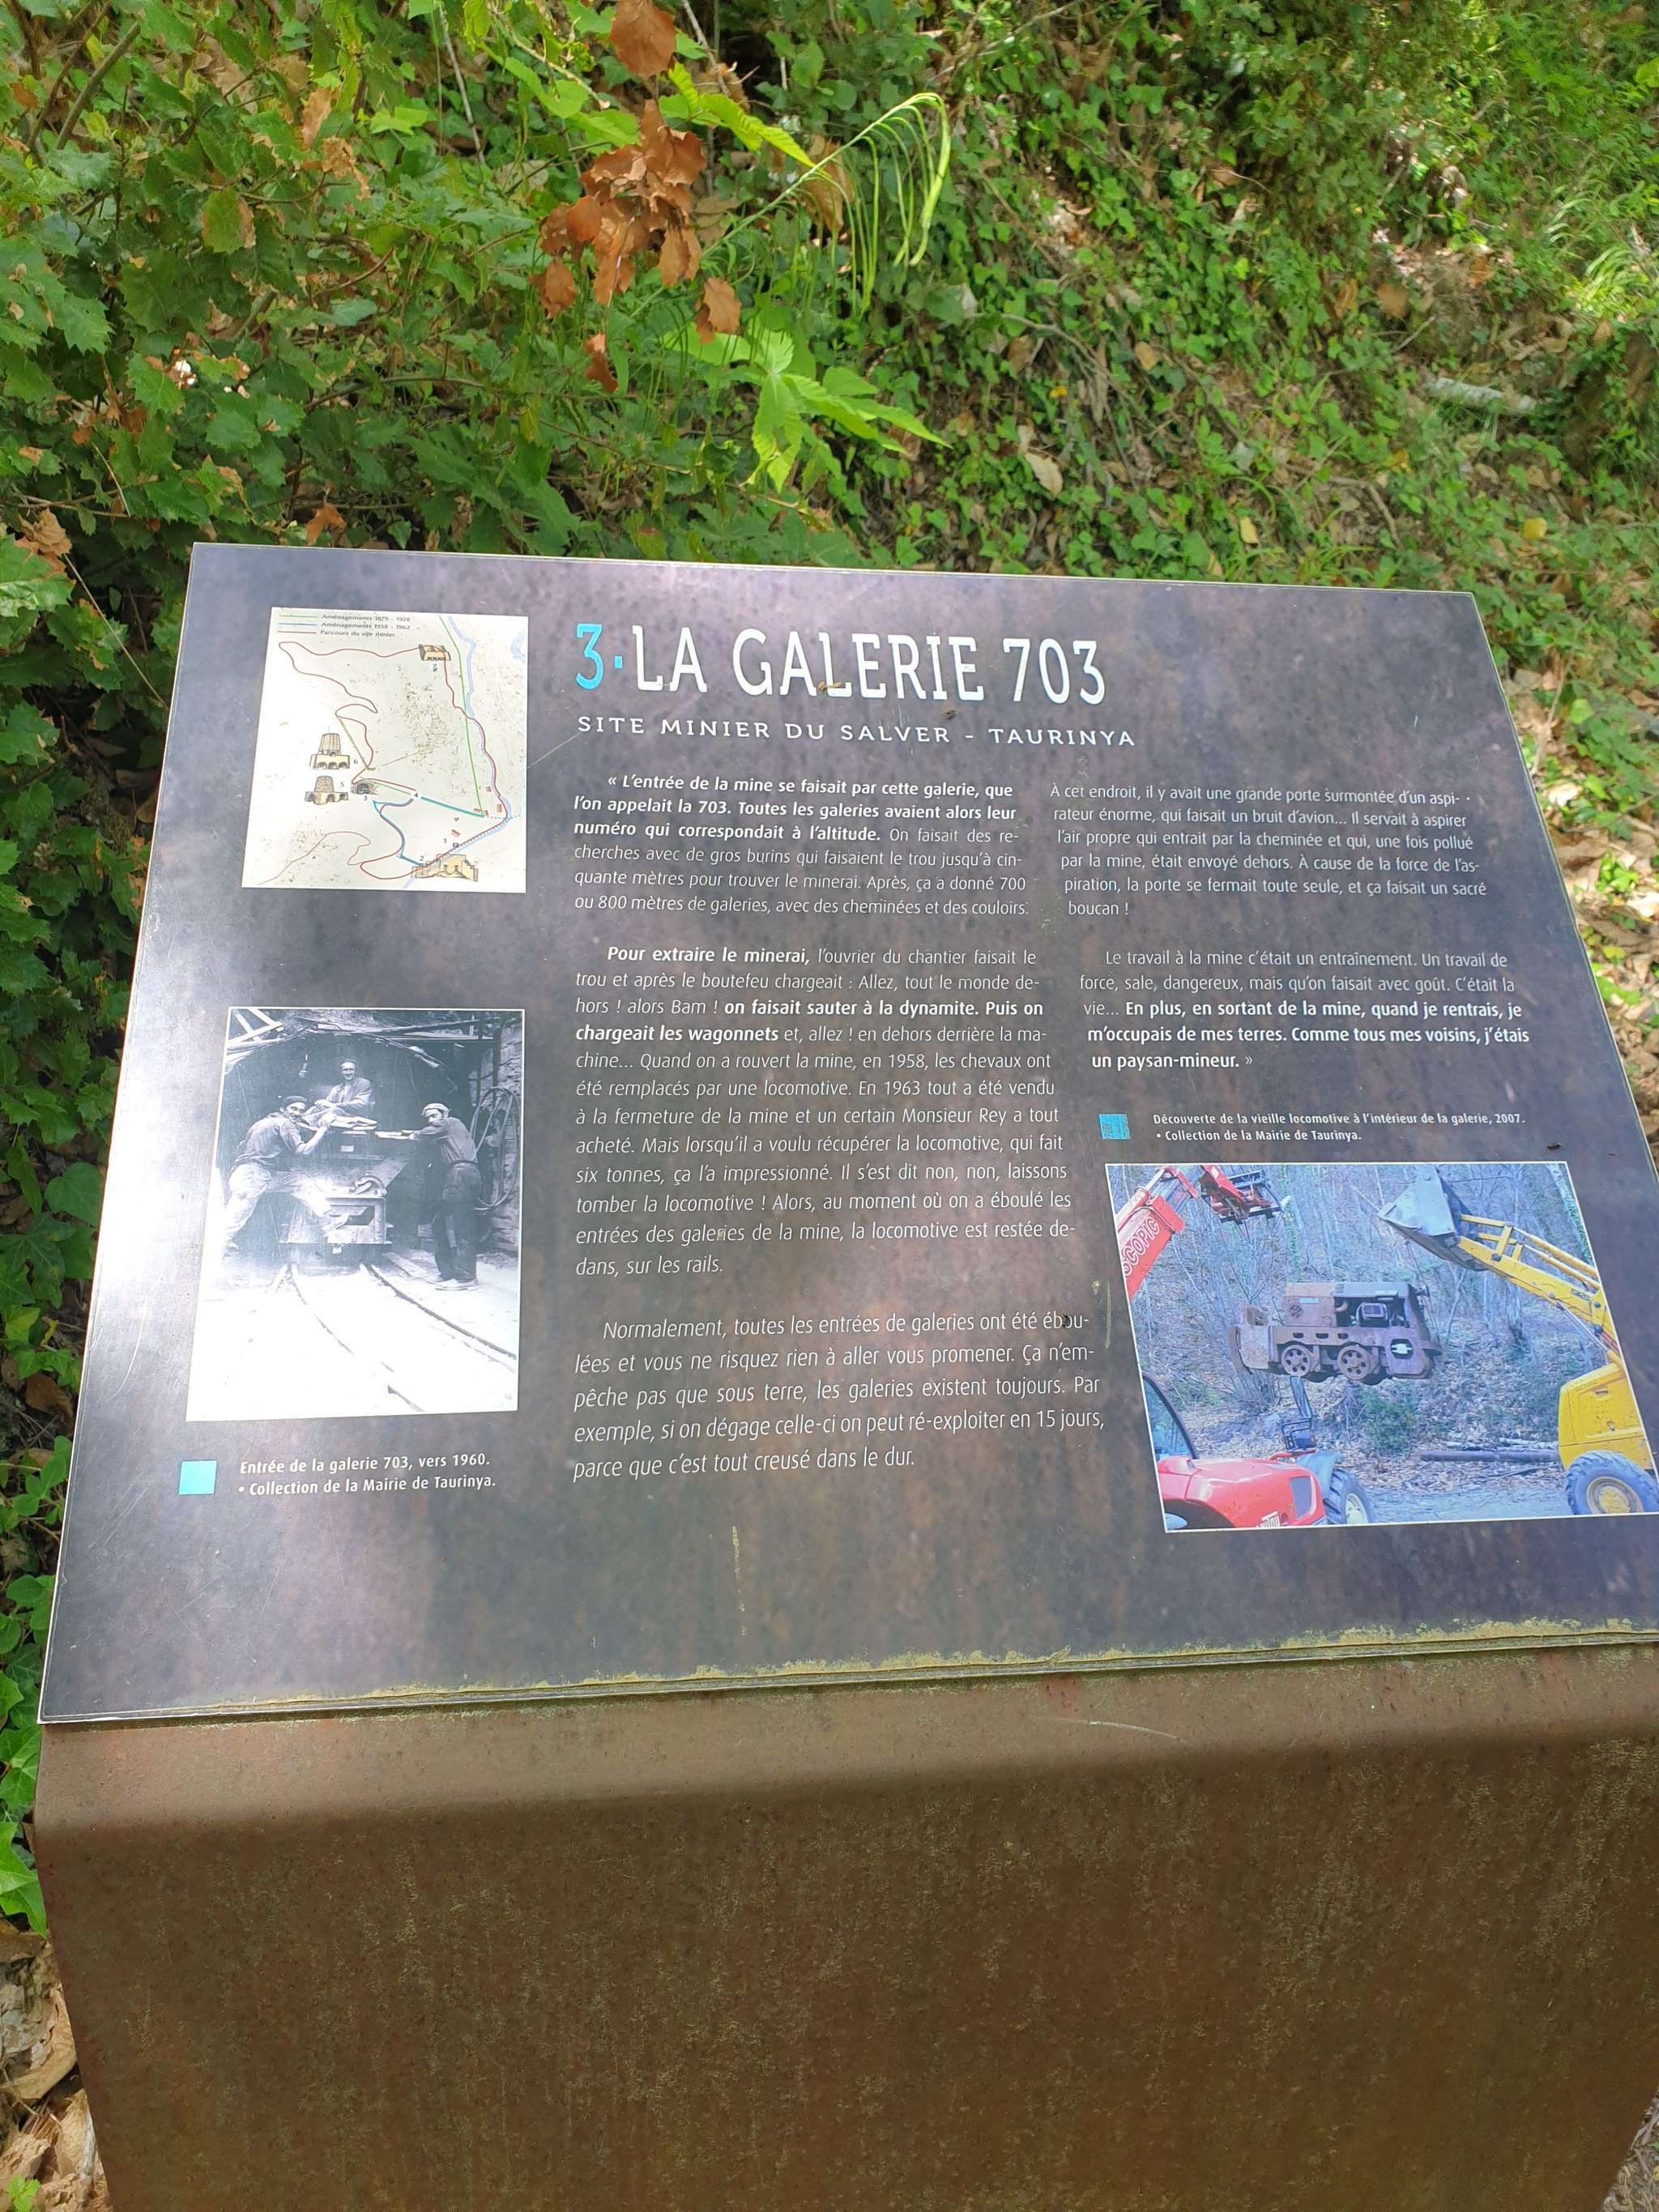 Aménagements 1879 - 1928
Aménagements 1958 - 1962
Parcours du site minier
7
6
5
3
4
1
2
3·LA GALERIE 703
SITE MINIER DU SALVER - TAURINYA
« L'entrée de la mine se faisait par cette galerie, que
l'on appelait la 703. Toutes les galeries avaient alors leur
numéro qui correspondait à l'altitude. On faisait des re-
cherches avec de gros burins qui faisaient le trou jusqu'à cin-
quante mètres pour trouver le minerai. Après, ça a donné 700
ou 800 mètres de galeries, avec des cheminées et des couloirs.
Pour extraire le minerai, l'ouvrier du chantier faisait le
trou et après le boutefeu chargeait : Allez, tout le monde de-
hors ! alors Bam ! on faisait sauter à la dynamite. Puis on
chargeait les wagonnets et, allez ! en dehors derrière la ma-
chine... Quand on a rouvert la mine, en 1958, les chevaux ont
été remplacés par une locomotive. En 1963 tout a été vendu
à la fermeture de la mine et un certain Monsieur Rey a tout
acheté. Mais lorsqu'il a voulu récupérer la locomotive, qui fait
six tonnes, ça l'a impressionné. Il s'est dit non, non, laissons
tomber la locomotive ! Alors, au moment où on a éboulé les
entrées des galeries de la mine, la locomotive est restée de-
dans, sur les rails.
Normalement, toutes les entrées de galeries ont été ébou-
lées et vous ne risquez rien à aller vous promener. Ça n'em-
pêche pas que sous terre, les galeries existent toujours. Par
exemple, si on dégage celle-ci on peut ré-exploiter en 15 jours,
parce que c'est tout creusé dans le dur.
À cet endroit, il y avait une grande porte surmontée d'un aspi-
rateur énorme, qui faisait un bruit d'avion... Il servait à aspirer
l'air propre qui entrait par la cheminée et qui, une fois pollué
par la mine, était envoyé dehors. À cause de la force de l'as-
piration, la porte se fermait toute seule, et ça faisait un sacré
boucan !
Le travail à la mine c'était un entraînement. Un travail de
force, sale, dangereux, mais qu'on faisait avec goût. C'était la
vie... En plus, en sortant de la mine, quand je rentrais, je
m'occupais de mes terres. Comme tous mes voisins, j'étais
un paysan-mineur. »
Découverte de la vieille locomotive à l'intérieur de la galerie, 2007.
• Collection de la Mairie de Taurinya.
SCOPIC
Entrée de la galerie 703, vers 1960.
• Collection de la Mairie de Taurinya.